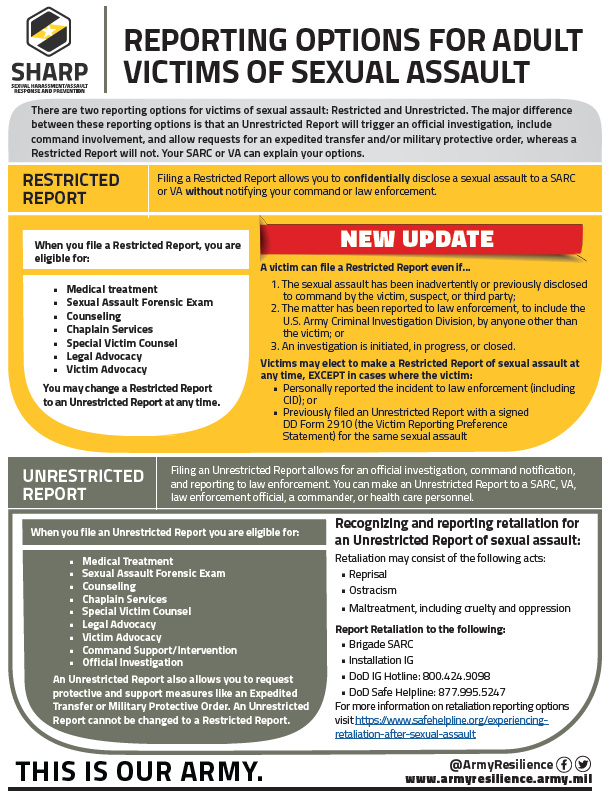 SHARP
SEXUAL HARASSMENT/ASSAULT
RESPONSE AND PREVENTION
REPORTING OPTIONS FOR ADULT
VICTIMS OF SEXUAL ASSAULT
There are two reporting options for victims of sexual assault: Restricted and Unrestricted. The major difference
between these reporting options is that an Unrestricted Report will trigger an official investigation, include
command involvement, and allow requests for an expedited transfer and/or military protective order, whereas a
Restricted Report will not. Your SARC or VA can explain your options.
RESTRICTED
REPORT
Filing a Restricted Report allows you to confidentially disclose a sexual assault to a SARC
or VA without notifying your command or law enforcement.
When you file a Restricted Report, you are
eligible for:
• Medical treatment
• Sexual Assault Forensic Exam
• Counseling
• Chaplain Services
• Special Victim Counsel
• Legal Advocacy
• Victim Advocacy
You may change a Restricted Report
to an Unrestricted Report at any time.
NEW UPDATE
A victim can file a Restricted Report even if...
1. The sexual assault has been inadvertently or previously disclosed
to command by the victim, suspect, or third party;
2. The matter has been reported to law enforcement, to include the
U.S. Army Criminal Investigation Division, by anyone other than
the victim; or
3. An investigation is initiated, in progress, or closed.
Victims may elect to make a Restricted Report of sexual assault at
any time, EXCEPT in cases where the victim:
• Personally reported the incident to law enforcement (including
CID); or
• Previously filed an Unrestricted Report with a signed
DD Form 2910 (the Victim Reporting Preference
Statement) for the same sexual assault
UNRESTRICTED
REPORT
Filing an Unrestricted Report allows for an official investigation, command notification,
and reporting to law enforcement. You can make an Unrestricted Report to a SARC, VA,
law enforcement official, a commander, or health care personnel.
When you file an Unrestricted Report you are eligible for:
• Medical Treatment
• Sexual Assault Forensic Exam
• Counseling
• Chaplain Services
• Special Victim Counsel
• Legal Advocacy
• Victim Advocacy
• Command Support/Intervention
• Official Investigation
An Unrestricted Report also allows you to request
protective and support measures like an Expedited
Transfer or Military Protective Order. An Unrestricted
Report cannot be changed to a Restricted Report.
Recognizing and reporting retaliation for
an Unrestricted Report of sexual assault:
Retaliation may consist of the following acts:
• Reprisal
• Ostracism
• Maltreatment, including cruelty and oppression
Report Retaliation to the following:
• Brigade SARC
• Installation IG
• DoD IG Hotline: 800.424.9098
• DoD Safe Helpline: 877.995.5247
For more information on retaliation reporting options
visit https://www.safehelpline.org/experiencing-
retaliation-after-sexual-assault
THIS IS OUR ARMY.
@ArmyResilience
www.armyresilience.army.mil